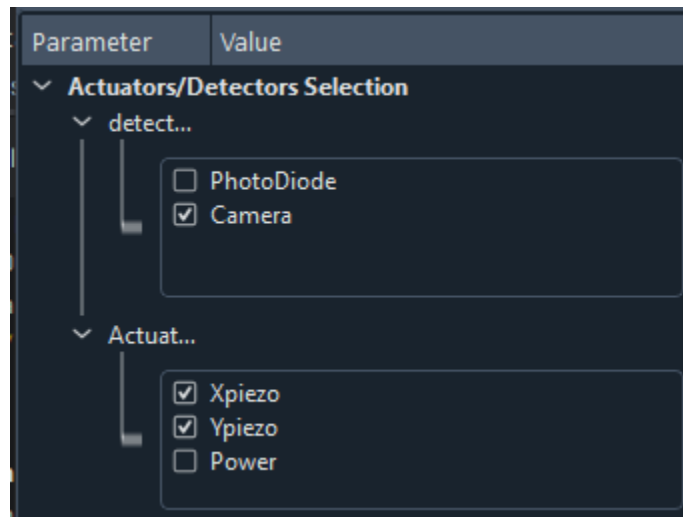 Parameter Value
Actuators/Detectors Selection
detect...
PhotoDiode
Camera
Actuat...
Xpiezo
Ypiezo
Power